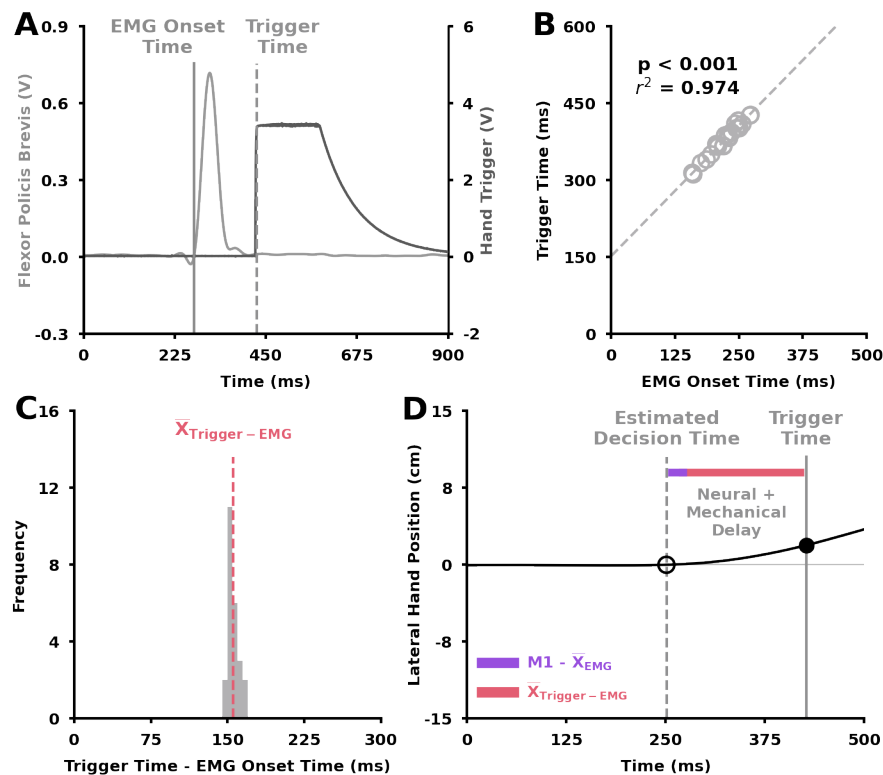 A
EMG Onset
Time
Trigger
Time
0.9
0.6
0.3
0.0
-0.3
Flexor Policis Brevis (V)
6
4
2
0
-2
Hand Trigger (V)
0 225 450 675 900
Time (ms)
B
p < 0.001
r² = 0.974
600
450
300
150
0
Trigger Time (ms)
0 125 250 375 500
EMG Onset Time (ms)
C
X̅Trigger−EMG
16
12
8
4
0
Frequency
0 75 150 225 300
Trigger Time - EMG Onset Time (ms)
D
Estimated
Decision Time
Trigger
Time
Neural +
Mechanical
Delay
M1 - X̅EMG
X̅Trigger−EMG
15
8
0
-8
-15
Lateral Hand Position (cm)
0 125 250 375 500
Time (ms)